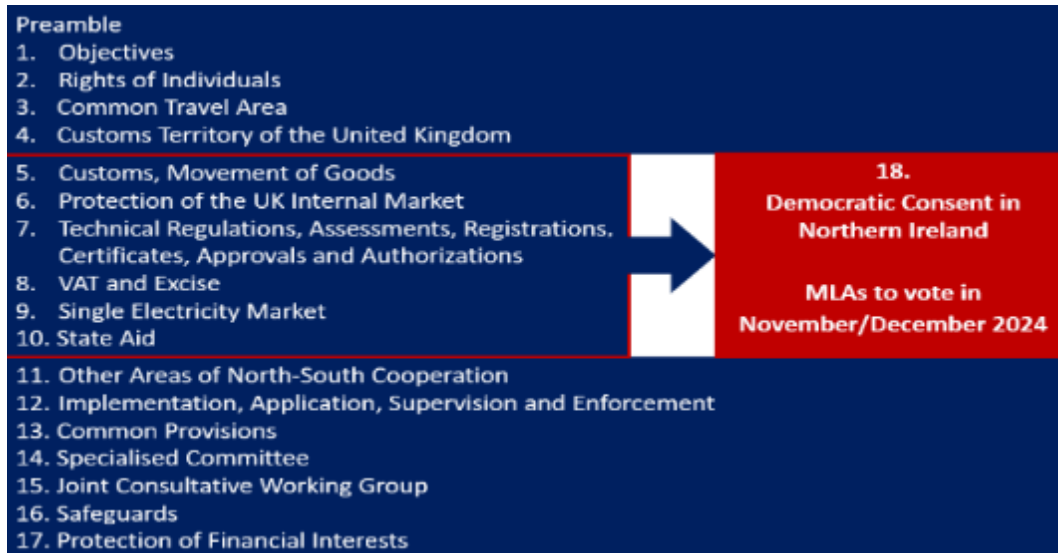 Preamble
1. Objectives
2. Rights of Individuals
3. Common Travel Area
4. Customs Territory of the United Kingdom
5. Customs, Movement of Goods
6. Protection of the UK Internal Market
7. Technical Regulations, Assessments, Registrations.
Certificates, Approvals and Authorizations
8. VAT and Excise
9. Single Electricity Market
10. State Aid
18.
Democratic Consent in
Northern Ireland
MLAs to vote in
November/December 2024
11. Other Areas of North-South Cooperation
12. Implementation, Application, Supervision and Enforcement
13. Common Provisions
14. Specialised Committee
15. Joint Consultative Working Group
16. Safeguards
17. Protection of Financial Interests